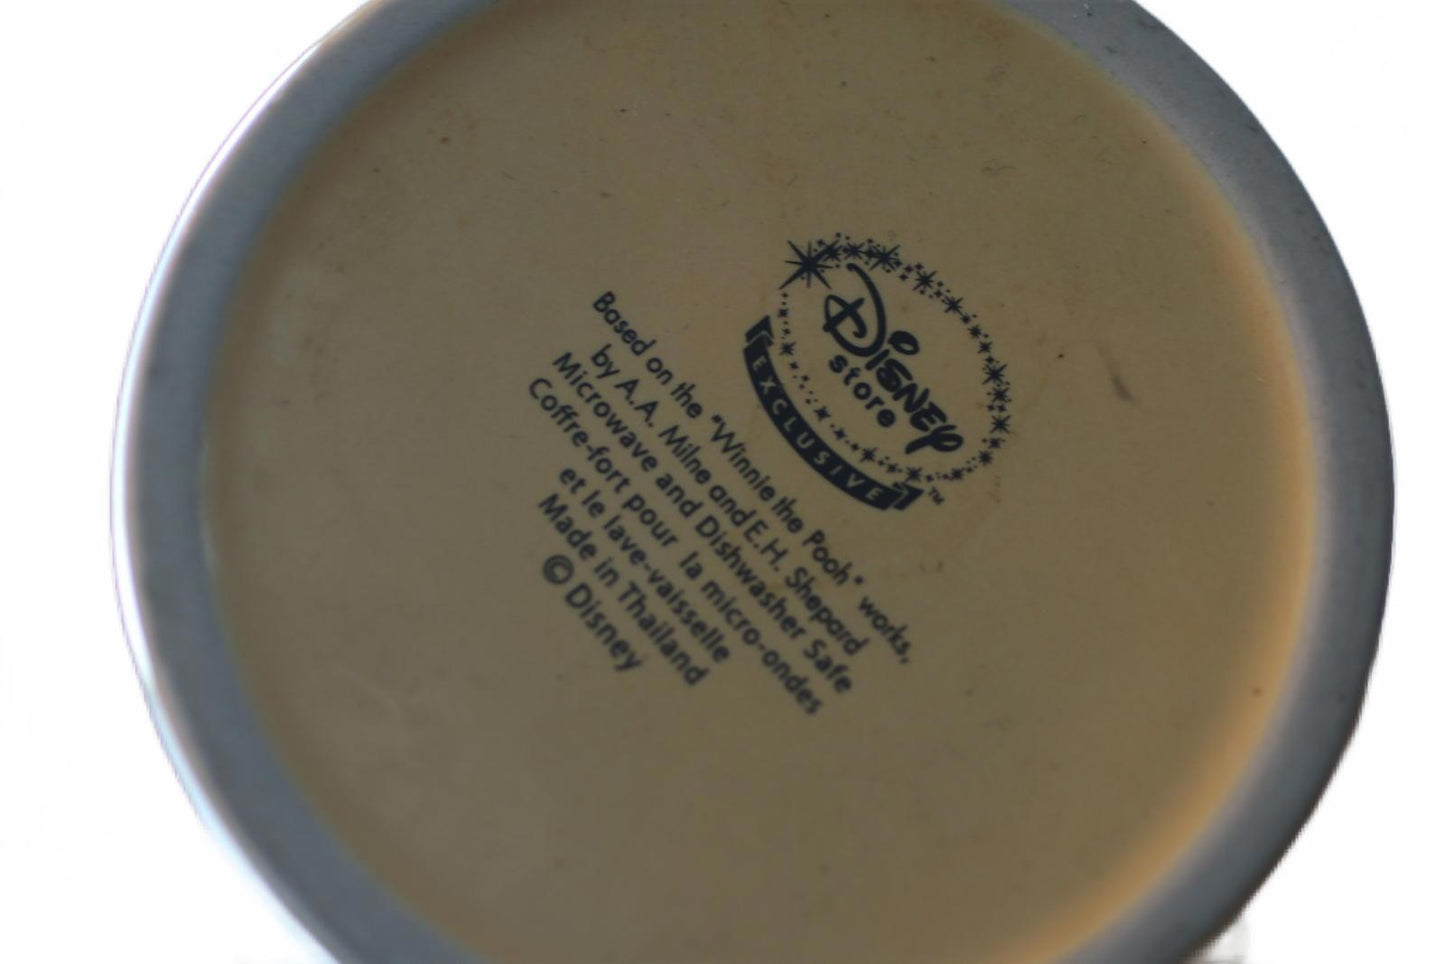 Disney
store
EXCLUSIVE™
Based on the "Winnie the Pooh" works,
by A.A. Milne and E.H. Shepard
Microwave and Dishwasher Safe
Coffre-fort pour la micro-ondes
et le lave-vaisselle
Made in Thailand
© Disney